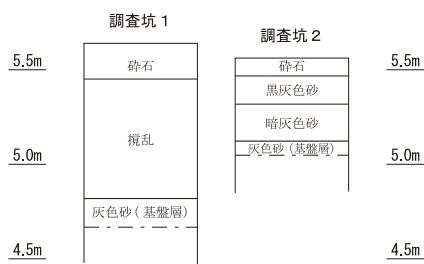 調査坑 1
調査坑 2
5.5m
砕石
撹乱
灰色砂 ( 基盤層 )
5.0m
4.5m
砕石
黒灰色砂
暗灰色砂
灰色砂 (基盤層)
5.5m
5.0m
4.5m